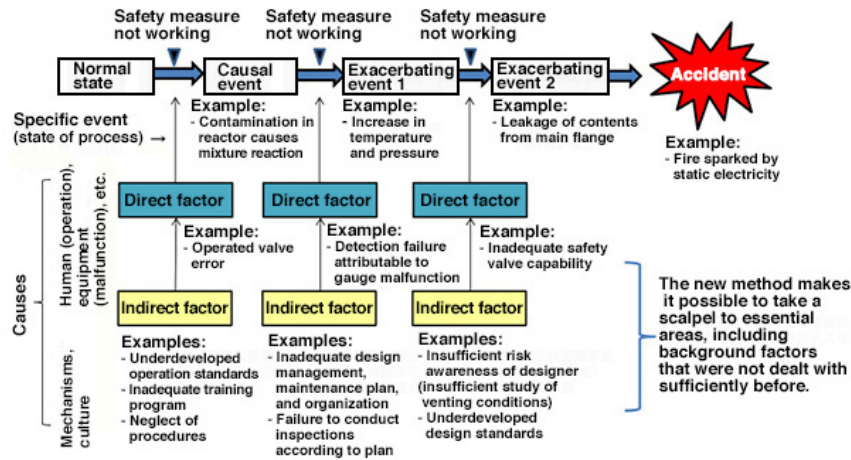 Safety measure
not working
Safety measure
not working
Safety measure
not working
Normal
state
Causal
event
Exacerbating
event 1
Exacerbating
event 2
Accident
Specific event
(state of process) →
Example:
- Contamination in
reactor causes
mixture reaction
Example:
- Increase in
temperature
and pressure
Example:
- Leakage of contents
from main flange
Example:
- Fire sparked by
static electricity
Causes
Human (operation),
equipment
(malfunction), etc.
Direct factor
Direct factor
Direct factor
Example:
- Operated valve
error
Example:
- Detection failure
attributable to
gauge malfunction
Example:
- Inadequate safety
valve capability
Mechanisms,
culture
Indirect factor
Indirect factor
Indirect factor
Examples:
- Underdeveloped
operation standards
- Inadequate training
program
- Neglect of
procedures
Examples:
- Inadequate design
management,
maintenance plan,
and organization
- Failure to conduct
inspections
according to plan
Examples:
- Insufficient risk
awareness of designer
(insufficient study of
venting conditions)
- Underdeveloped
design standards
The new method makes
it possible to take a
scalpel to essential
areas, including
background factors
that were not dealt with
sufficiently before.